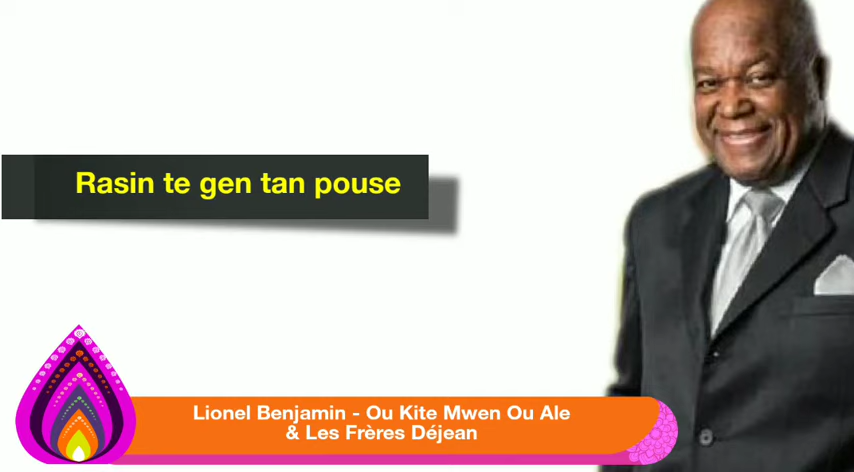 Rasin te gen tan pouse
Lionel Benjamin - Ou Kite Mwen Ou Ale
& Les Frères Déjean